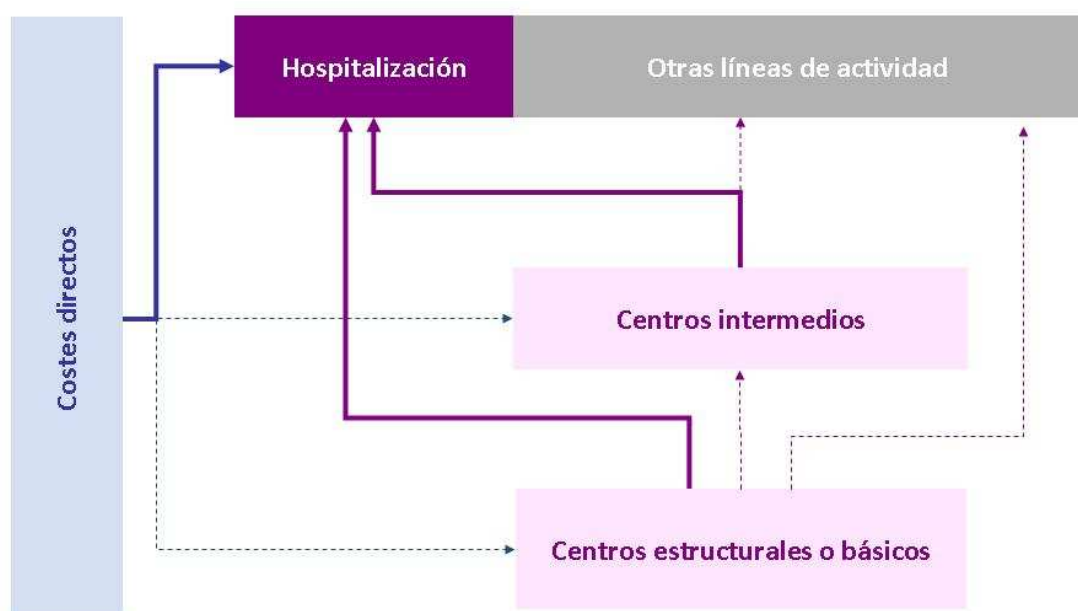 Hospitalización
Otras líneas de actividad
Costes directos
Centros intermedios
Centros estructurales o básicos